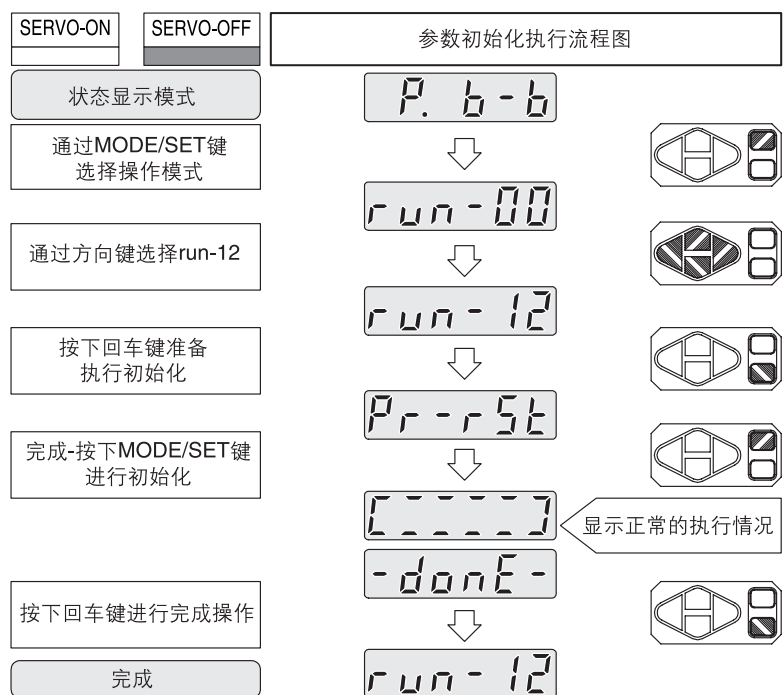 SERVO-ON
SERVO-OFF
参数初始化执行流程图
状态显示模式
P. b-b
通过MODE/SET键
选择操作模式
run-00
通过方向键选择run-12
run-12
按下回车键准备
执行初始化
Pr-rSt
完成-按下MODE/SET键
进行初始化
显示正常的执行情况
-donE-
按下回车键进行完成操作
完成
run-12